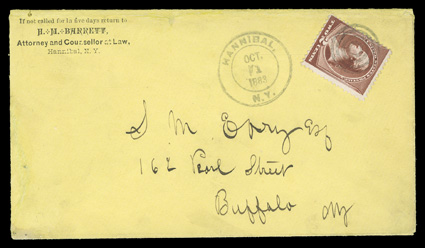 If not called for in five days return to
H. M. BARRETT,
Attorney and Counsellor at Law,
Hannibal, N. Y.
HANNIBAL,
OCT.
1883
N.Y.
S M Esq
162 Pearl Street
Buffalo NY